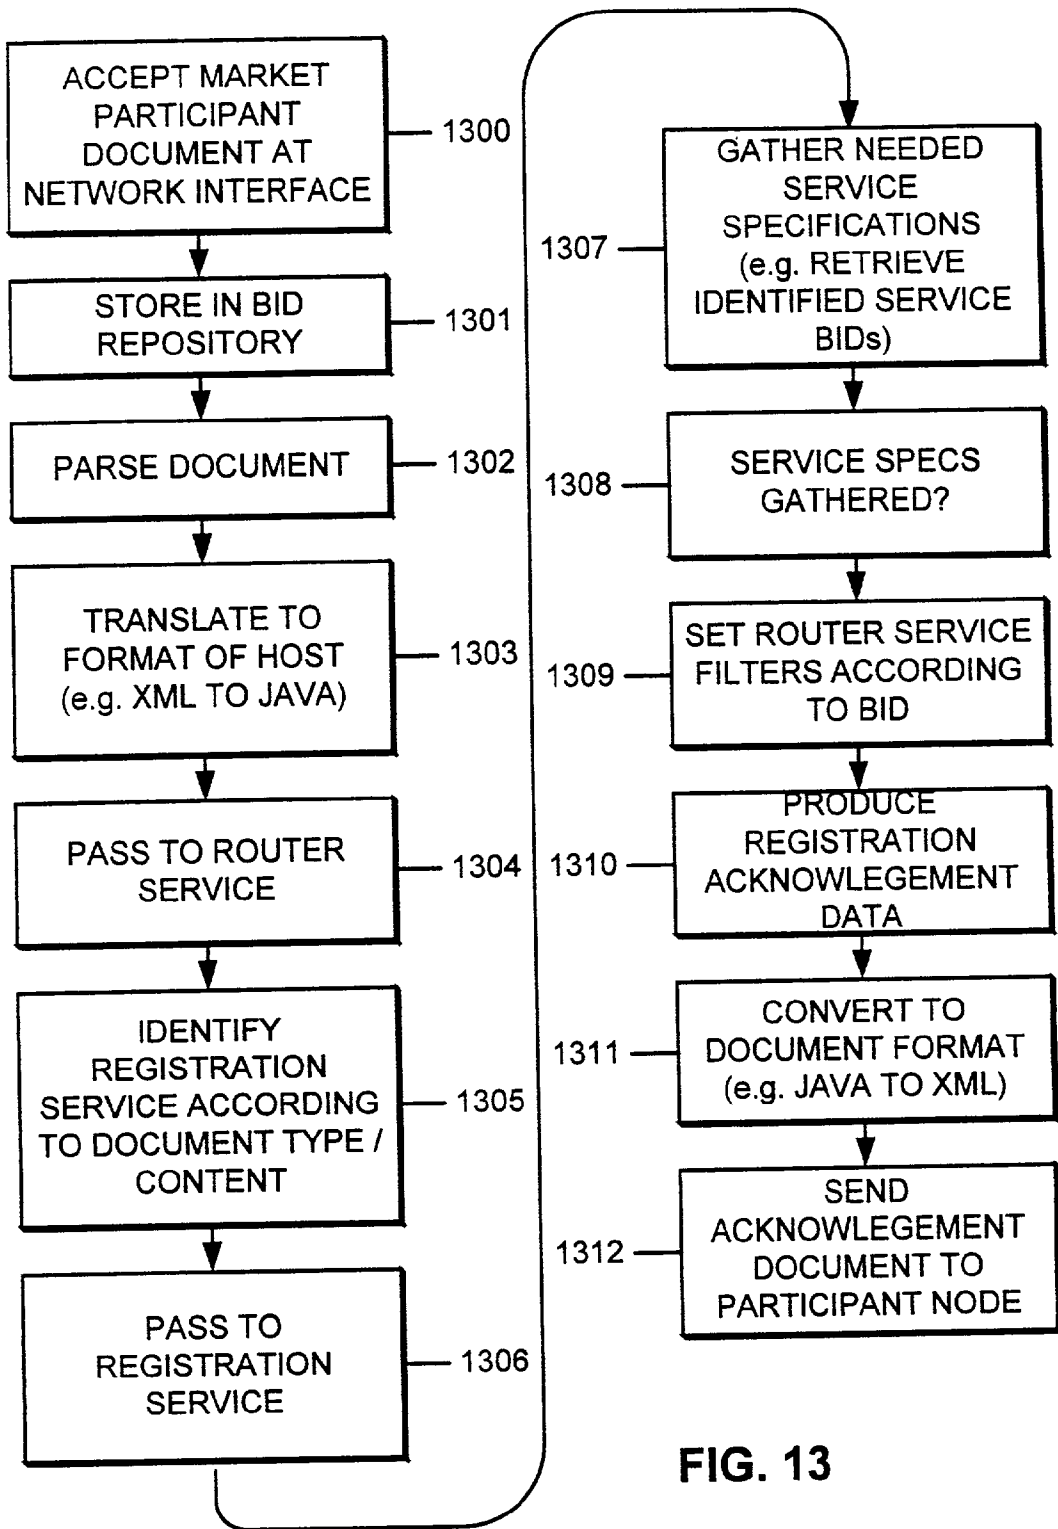 ACCEPT MARKET
PARTICIPANT
DOCUMENT AT
NETWORK INTERFACE
1300
STORE IN BID
REPOSITORY
1301
PARSE DOCUMENT
1302
TRANSLATE TO
FORMAT OF HOST
(e.g. XML TO JAVA)
1303
PASS TO ROUTER
SERVICE
1304
IDENTIFY
REGISTRATION
SERVICE ACCORDING
TO DOCUMENT TYPE /
CONTENT
1305
PASS TO
REGISTRATION
SERVICE
1306
GATHER NEEDED
SERVICE
SPECIFICATIONS
(e.g. RETRIEVE
IDENTIFIED SERVICE
BIDs)
1307
SERVICE SPECS
GATHERED?
1308
SET ROUTER SERVICE
FILTERS ACCORDING
TO BID
1309
PRODUCE
REGISTRATION
ACKNOWLEGEMENT
DATA
1310
CONVERT TO
DOCUMENT FORMAT
(e.g. JAVA TO XML)
1311
SEND
ACKNOWLEGEMENT
DOCUMENT TO
PARTICIPANT NODE
1312
FIG. 13